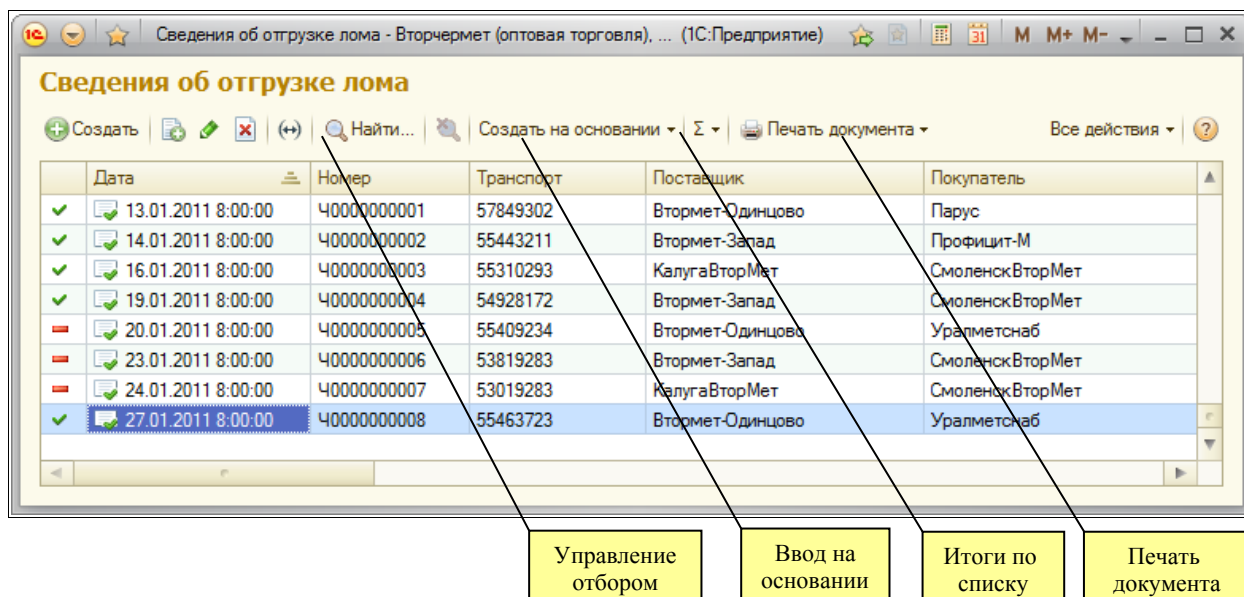 1С Сведения об отгрузке лома - Вторчермет (оптовая торговля), ... (1С:Предприятие) 31 M M+ M-
Сведения об отгрузке лома
Создать Найти... Создать на основании Σ Печать документа Все действия ?
Дата Номер Транспорт Поставщик Покупатель
13.01.2011 8:00:00 Ч0000000001 57849302 Втормет-Одинцово Парус
14.01.2011 8:00:00 Ч0000000002 55443211 Втормет-Запад Профицит-М
16.01.2011 8:00:00 Ч0000000003 55310293 КалугаВторМет СмоленскВторМет
19.01.2011 8:00:00 Ч0000000004 54928172 Втормет-Запад СмоленскВторМет
20.01.2011 8:00:00 Ч0000000005 55409234 Втормет-Одинцово Уралметснаб
23.01.2011 8:00:00 Ч0000000006 53819283 Втормет-Запад СмоленскВторМет
24.01.2011 8:00:00 Ч0000000007 53019283 КалугаВторМет СмоленскВторМет
27.01.2011 8:00:00 Ч0000000008 55463723 Втормет-Одинцово Уралметснаб
Управление
отбором
Ввод на
основании
Итоги по
списку
Печать
документа